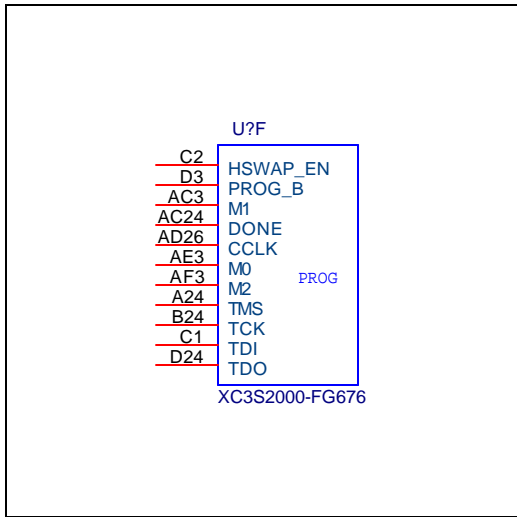 U?F
C2 HSWAP_EN
D3 PROG_B
AC3 M1
AC24 DONE
AD26 CCLK
AE3 M0
AF3 M2
PROG
A24 TMS
B24 TCK
C1 TDI
D24 TDO
XC3S2000-FG676